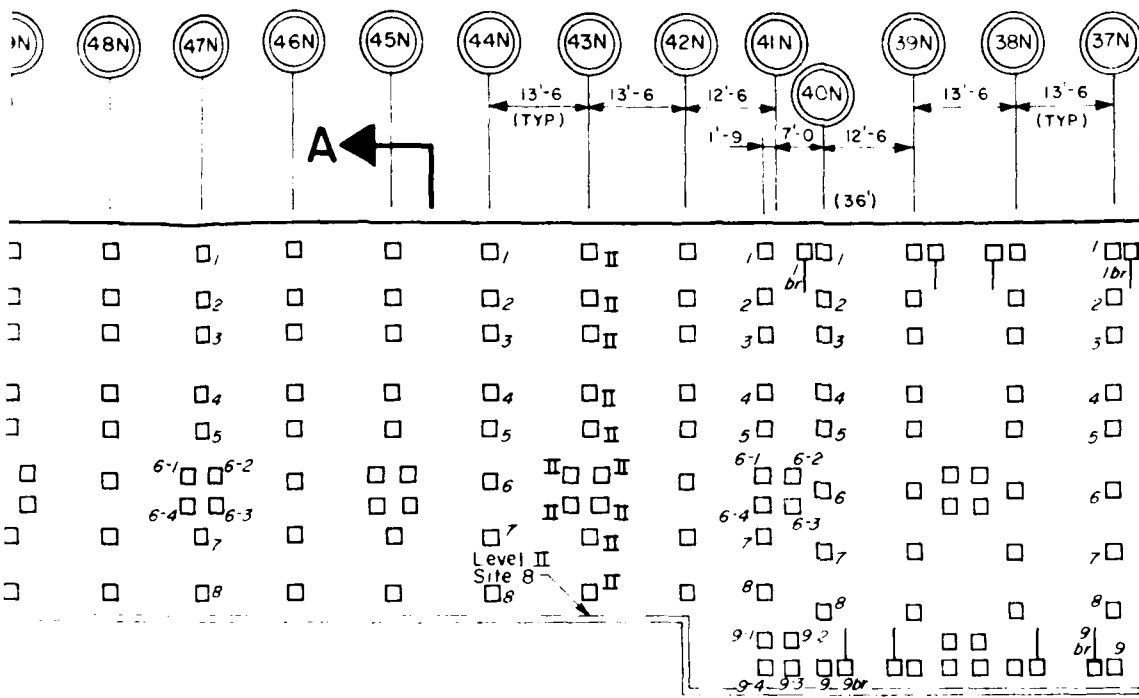 9N 48N 47N 46N 45N 44N 43N 42N 41N 39N 38N 37N
40N
13'-6 13'-6 12'-6 13'-6 13'-6
(TYP) (TYP)
1'-9 7'-0 12'-6
A
(36')
1 1 II 1 1 1
1 br 1br
2 2 II 2 2 2
3 3 II 3 3 3
4 4 II 4 4 4
5 5 II 5 5 5
6-1 6-2 II II 6-1 6-2
6 6 6
6-4 6-3 II II 6-4 6-3
7 7 II 7 7 7
Level II
Site 8
8 8 II 8 8 8
9-1 9-2 9 br
9-4 9-3 9 9br 9